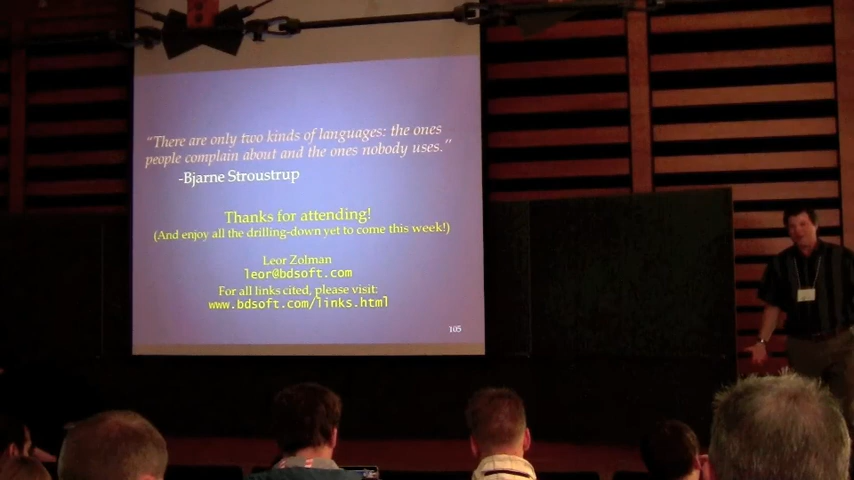 “There are only two kinds of languages: the ones
people complain about and the ones nobody uses.”
-Bjarne Stroustrup
Thanks for attending!
(And enjoy all the drilling-down yet to come this week!)
Leor Zolman
leor@bdsoft.com
For all links cited, please visit:
www.bdsoft.com/links.html
105